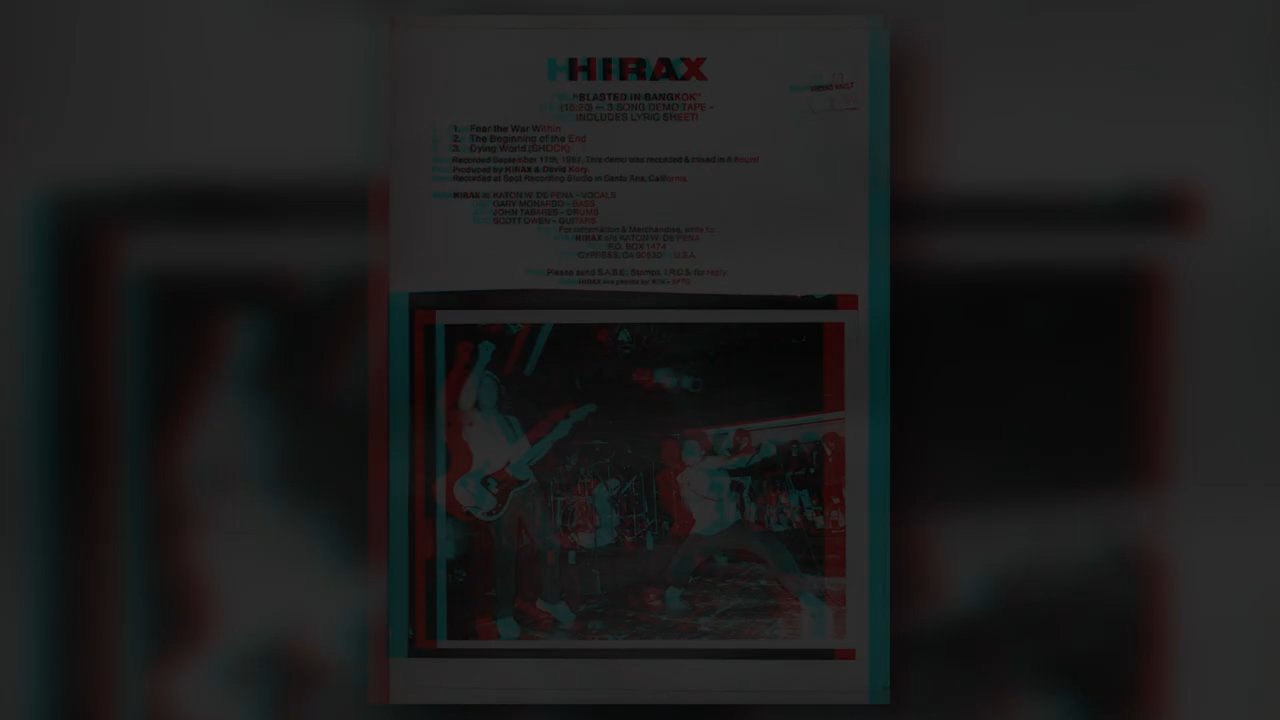 HIRAX
"BLASTED IN BANGKOK"
3 SONG DEMO TAPE -
INCLUDES LYRIC SHEET!
1. Fear the War Within
2. The Beginning of the End
3. Dying World (SHOCK)
Recorded September 11th, 1987. This demo was recorded & mixed in
Produced by HIRAX & David Kory.
Recorded at Spot Recording Studio in Santa Ana, California.
HIRAX is: KATON W. DE PENA - VOCALS
GARY MONARDO - BASS
JOHN TABARES - DRUMS
SCOTT OWEN - GUITARS
For Information & Merchandise, write to:
HIRAX c/o KATON W. DE PENA
P.O. BOX 1474
CYPRESS, CA 90630 U.S.A.
Please send S.A.S.E., Stamps, I.R.C.S. for reply.
HIRAX live photos by